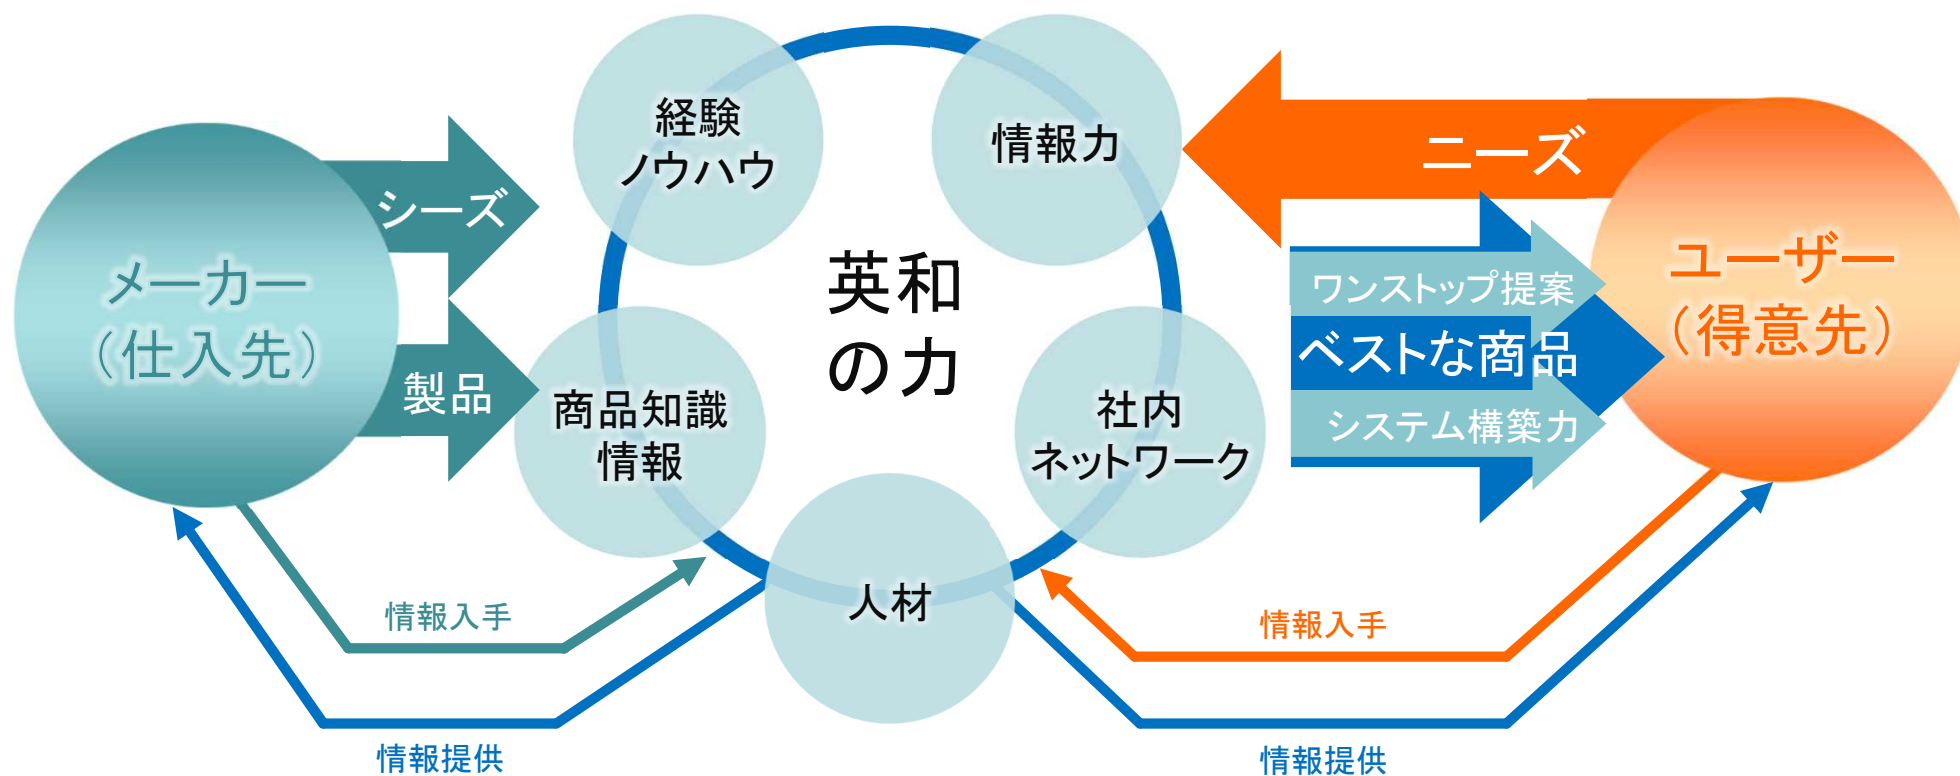 メーカー
（仕入先）
シーズ
製品
経験
ノウハウ
情報力
商品知識
情報
社内
ネットワーク
人材
英和
の力
ニーズ
ワンストップ提案
ベストな商品
システム構築力
ユーザー
（得意先）
情報入手
情報提供
情報入手
情報提供